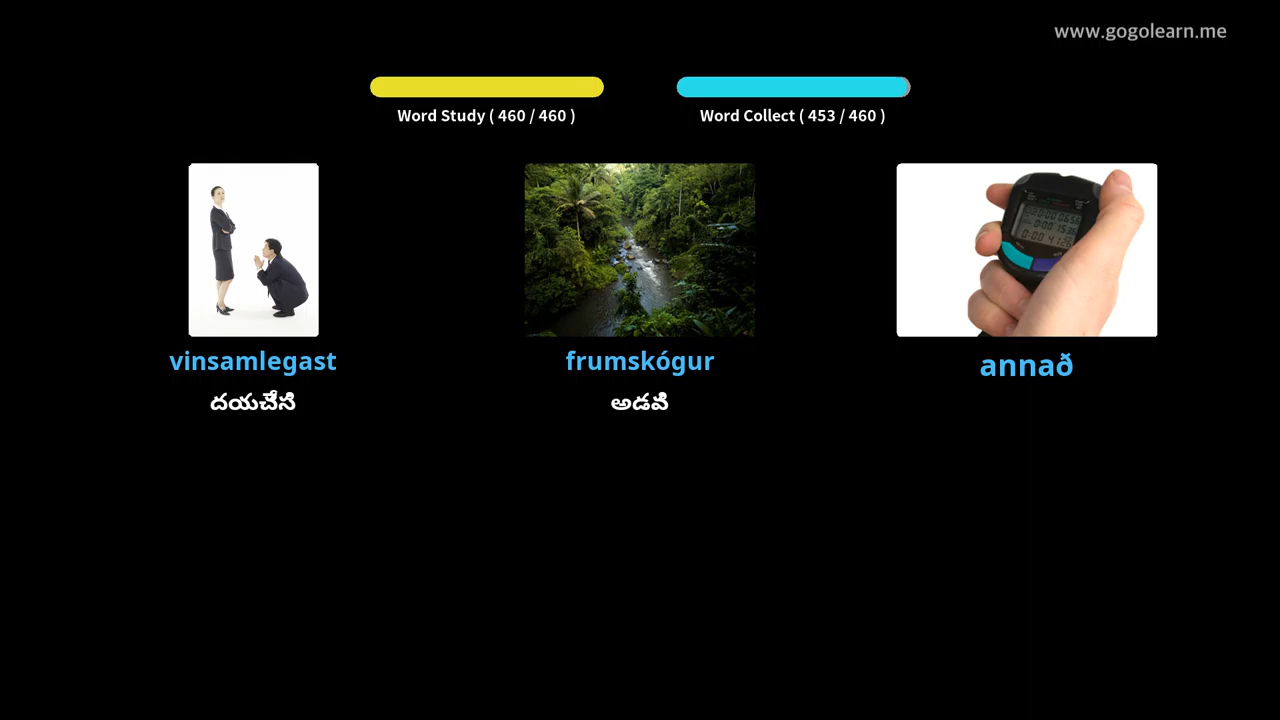 www.gogolearn.me
Word Study ( 460 / 460 )
Word Collect ( 453 / 460 )
vinsamlegast
frumskógur
annað
దయచేసి
అడవి